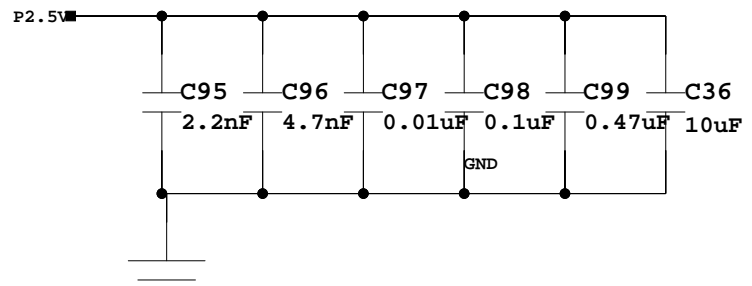 P2.5V
C95 C96 C97 C98 C99 C36
2.2nF 4.7nF 0.01uF 0.1uF 0.47uF 10uF
GND